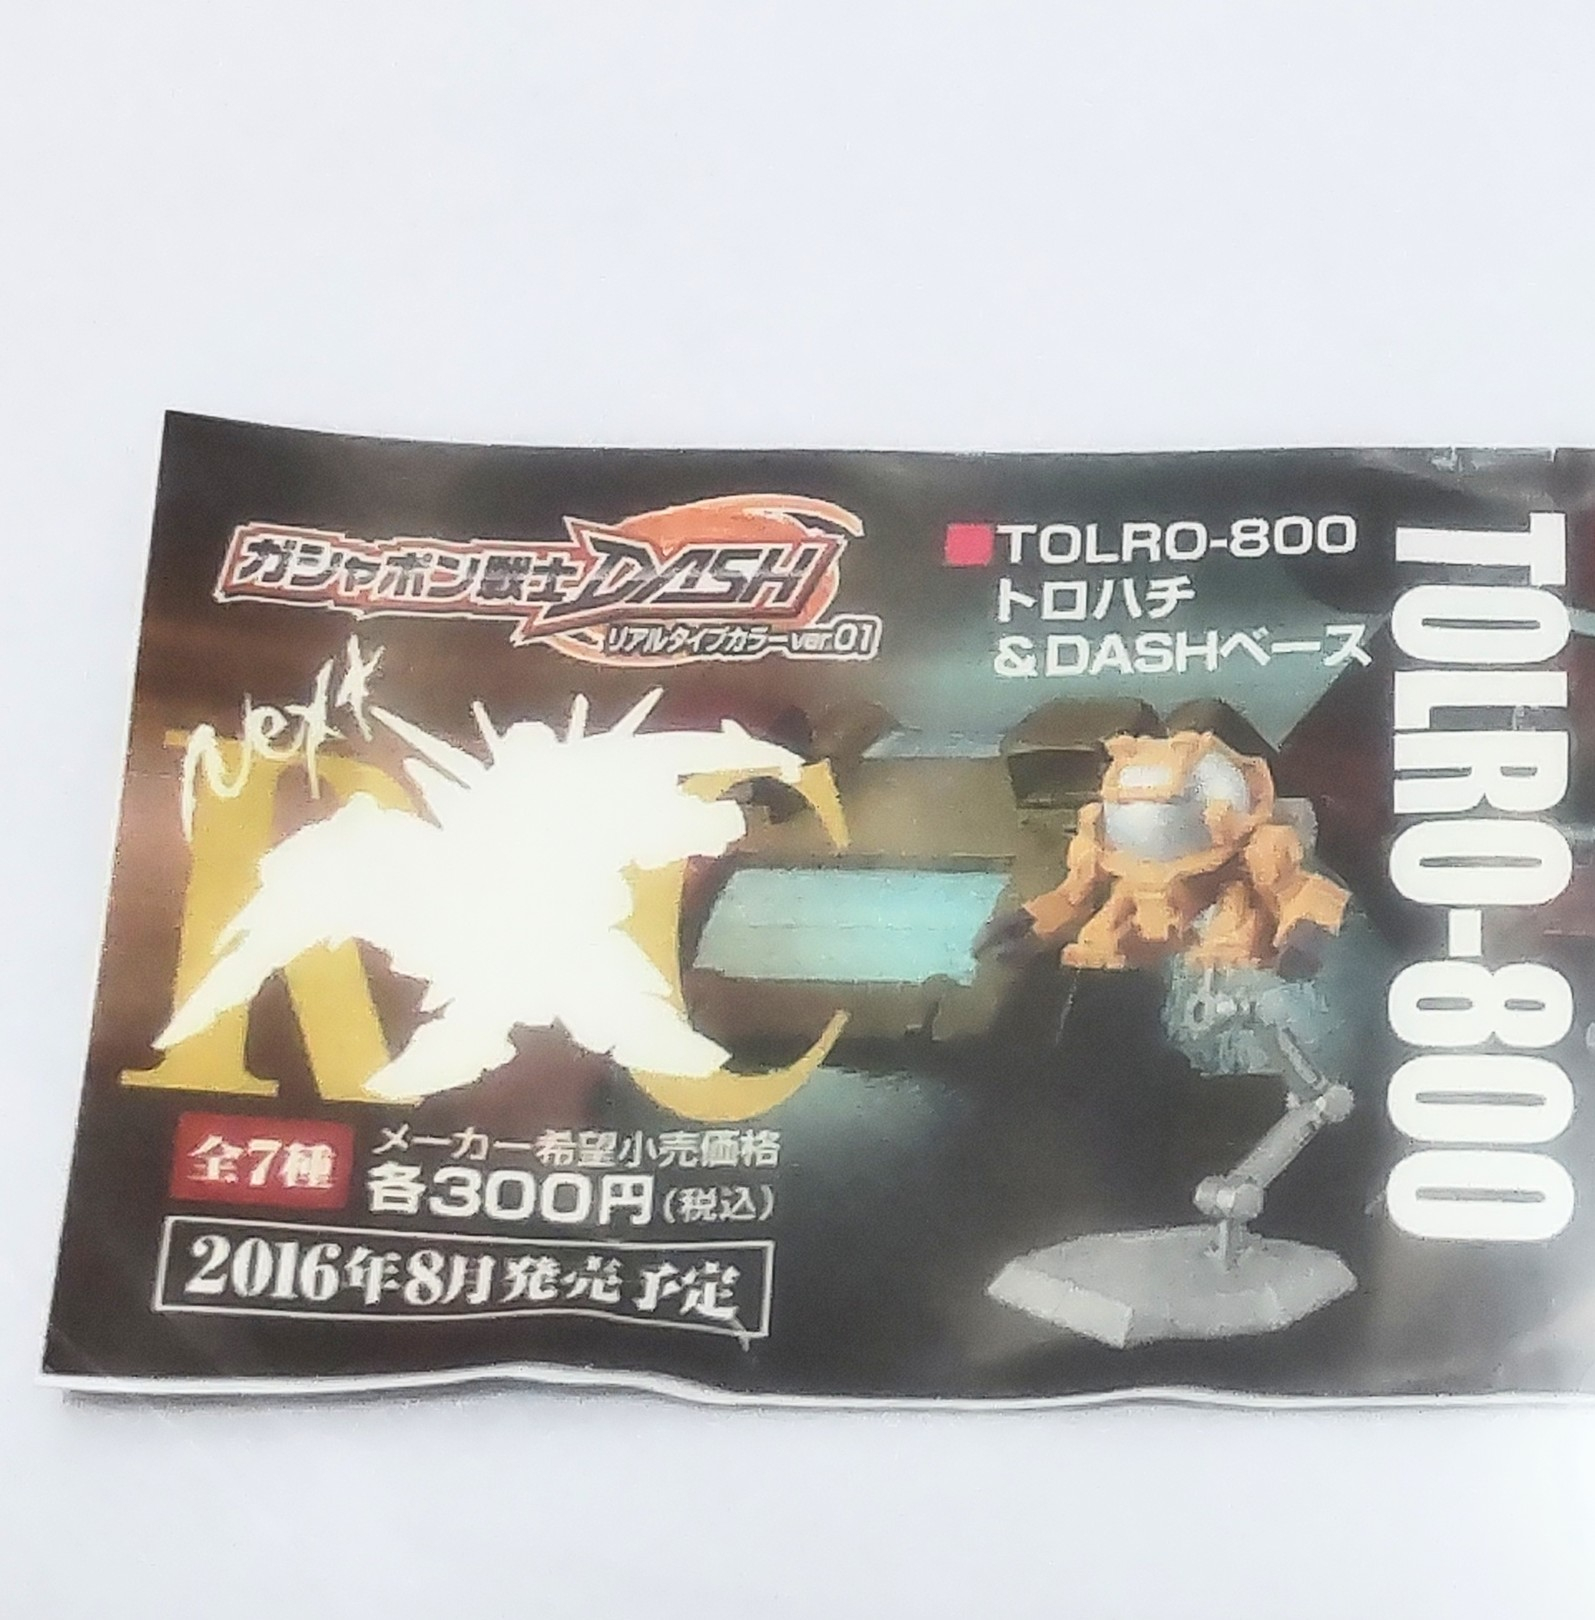 ガシャポン戦士DASH
リアルタイプカラーver.01
Next
RC
全7種
メーカー希望小売価格
各300円(税込)
2016年8月発売予定
■TOLRO-800
トロハチ
&DASHベース
TOLRO-800